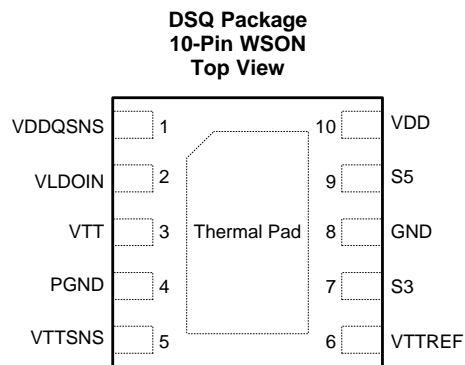 DSQ Package
10-Pin WSON
Top View
VDDQSNS 1 10 VDD
VLDOIN 2 9 S5
VTT 3 Thermal Pad 8 GND
PGND 4 7 S3
VTTSNS 5 6 VTTREF